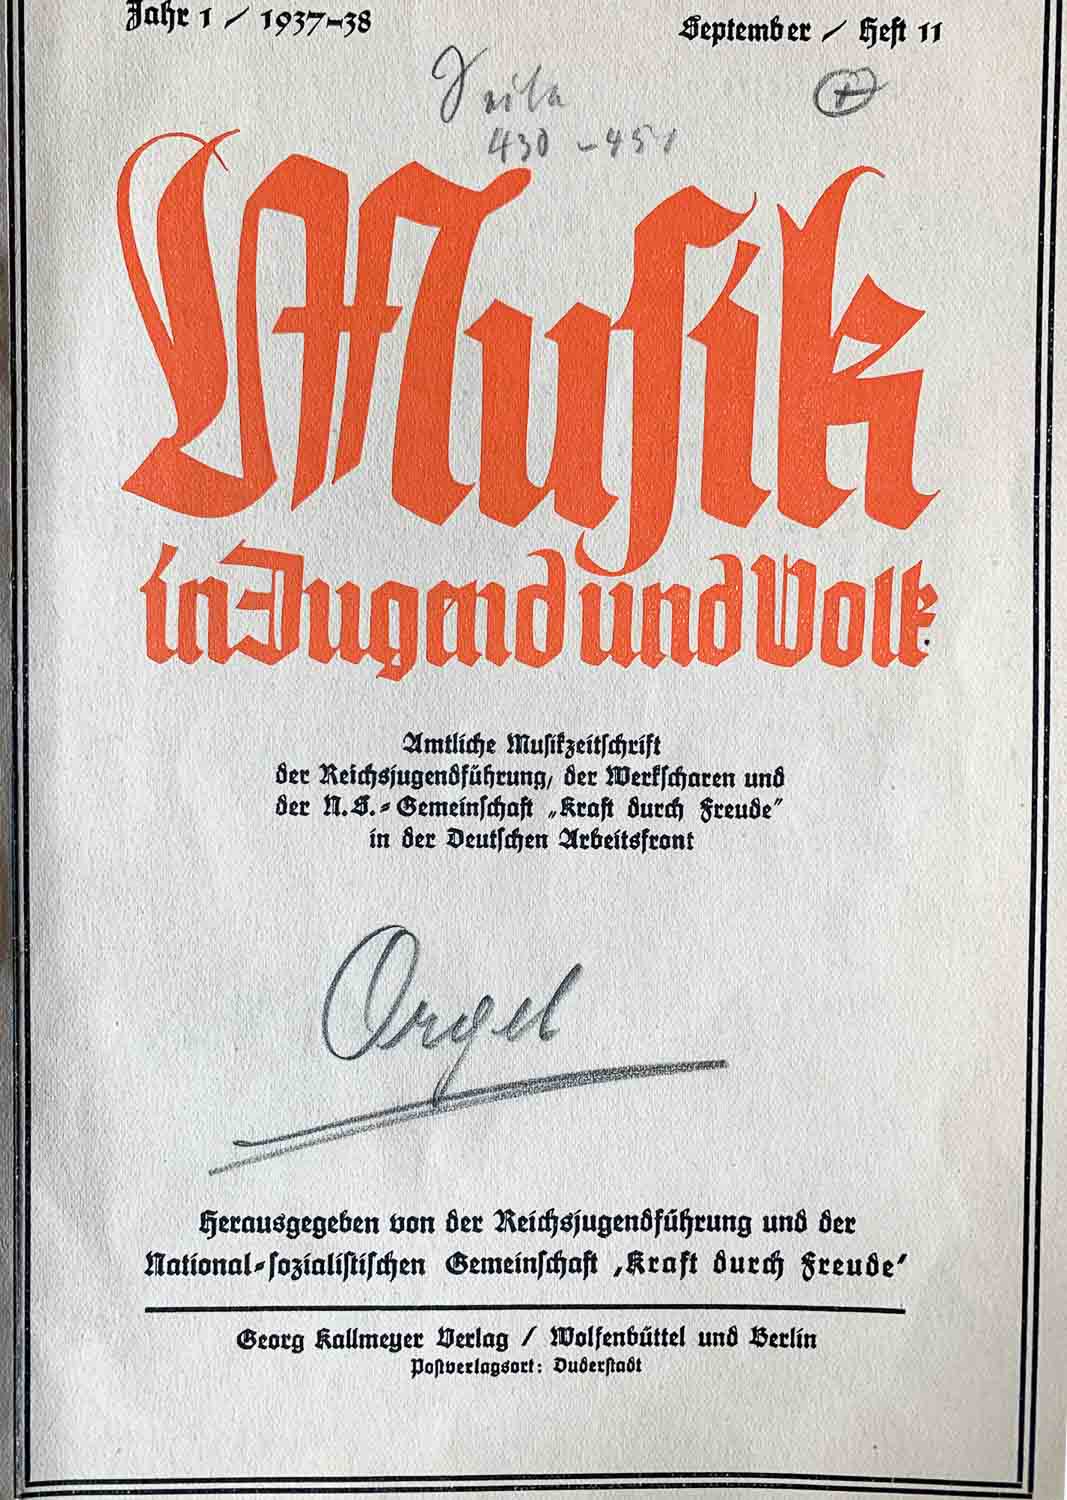 Jahr 1 / 1937–38
September / Heft 11
430 – 451
Musik
in Jugend und Volk
Amtliche Musikzeitschrift
der Reichsjugendführung, der Werkscharen und
der N.S.-Gemeinschaft „Kraft durch Freude"
in der Deutschen Arbeitsfront
Orgel
Herausgegeben von der Reichsjugendführung und der
National-sozialistischen Gemeinschaft ‚Kraft durch Freude'
Georg Kallmeyer Verlag / Wolfenbüttel und Berlin
Postverlagsort: Duderstadt